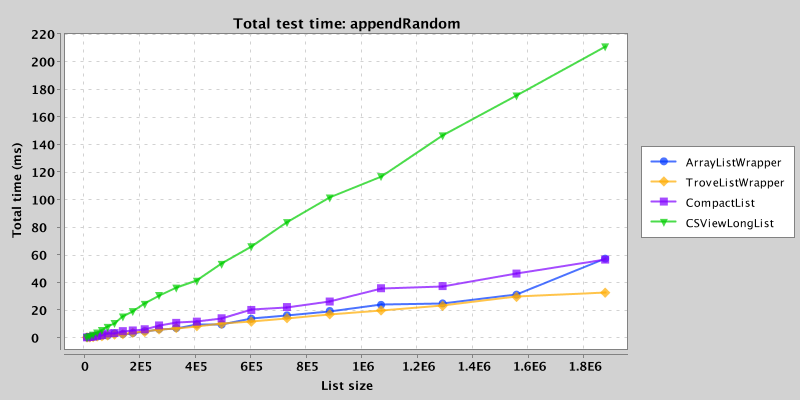 Total test time: appendRandom
220
200
180
160
140
120
100
80
60
40
20
0
Total time (ms)
0 2E5 4E5 6E5 8E5 1E6 1.2E6 1.4E6 1.6E6 1.8E6
List size
ArrayListWrapper
TroveListWrapper
CompactList
CSViewLongList